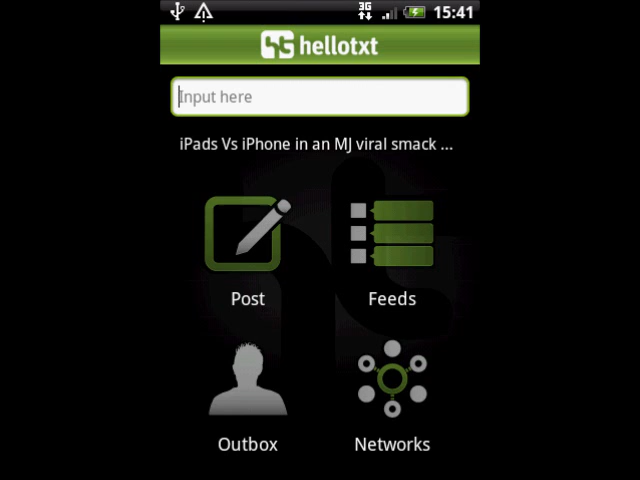 3G 15:41
hellotxt
Input here
iPads Vs iPhone in an MJ viral smack ...
Post Feeds
Outbox Networks